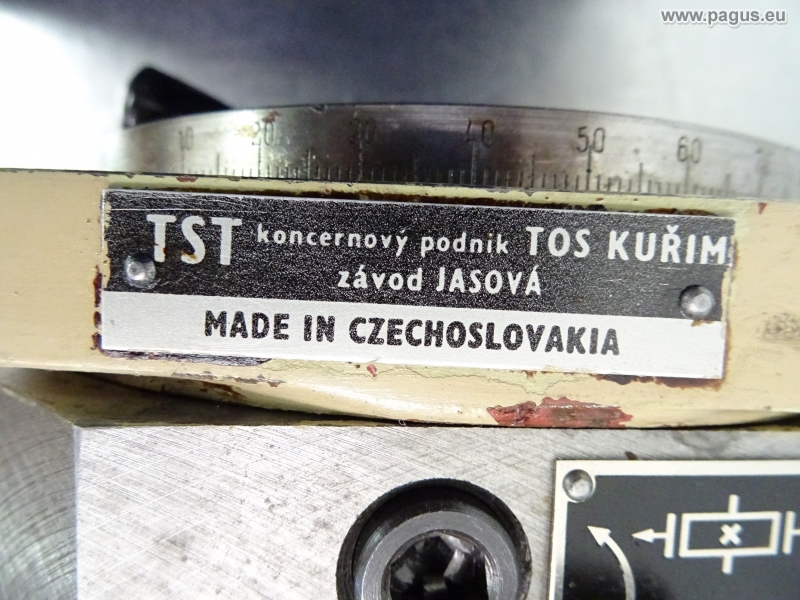 www.pagus.eu
10 20 30 40 50 60
TST koncernový podnik TOS KUŘIM
závod JASOVÁ
MADE IN CZECHOSLOVAKIA